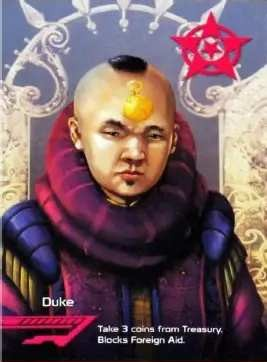 Duke
Take 3 coins from Treasury.
Blocks Foreign Aid.